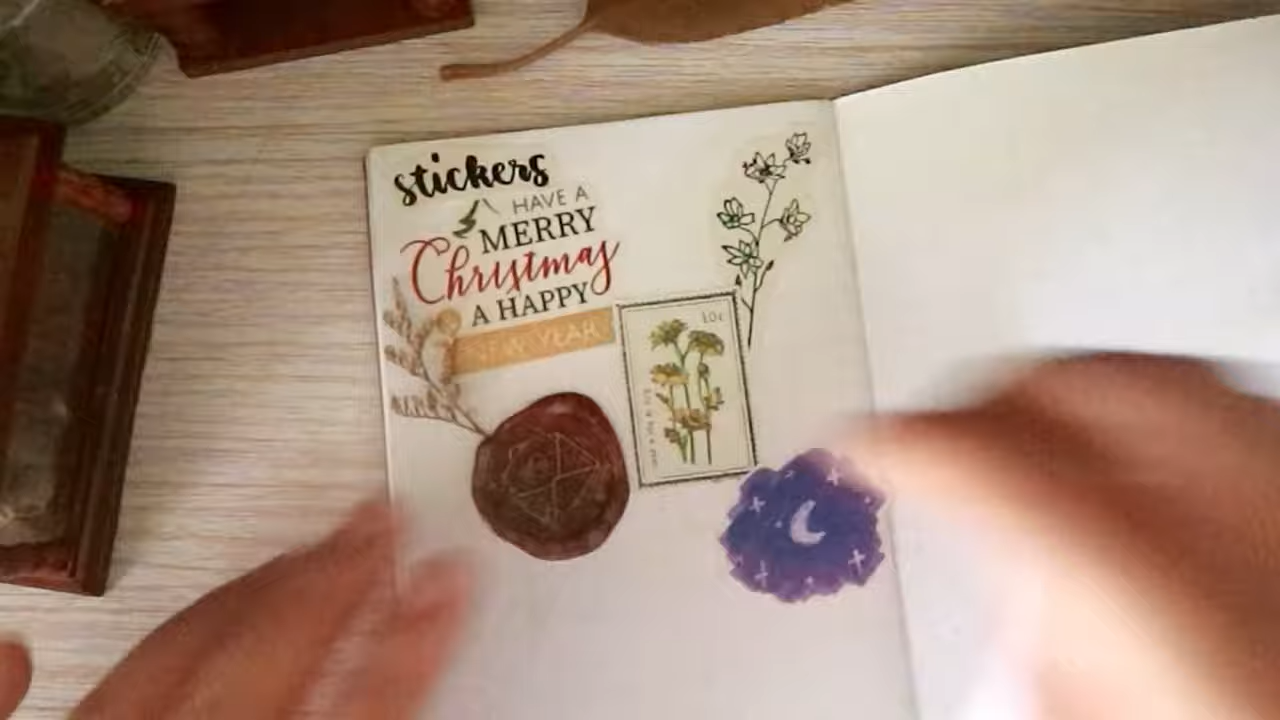 stickers
HAVE A
MERRY
Christmas
A HAPPY
NEW YEAR
10c